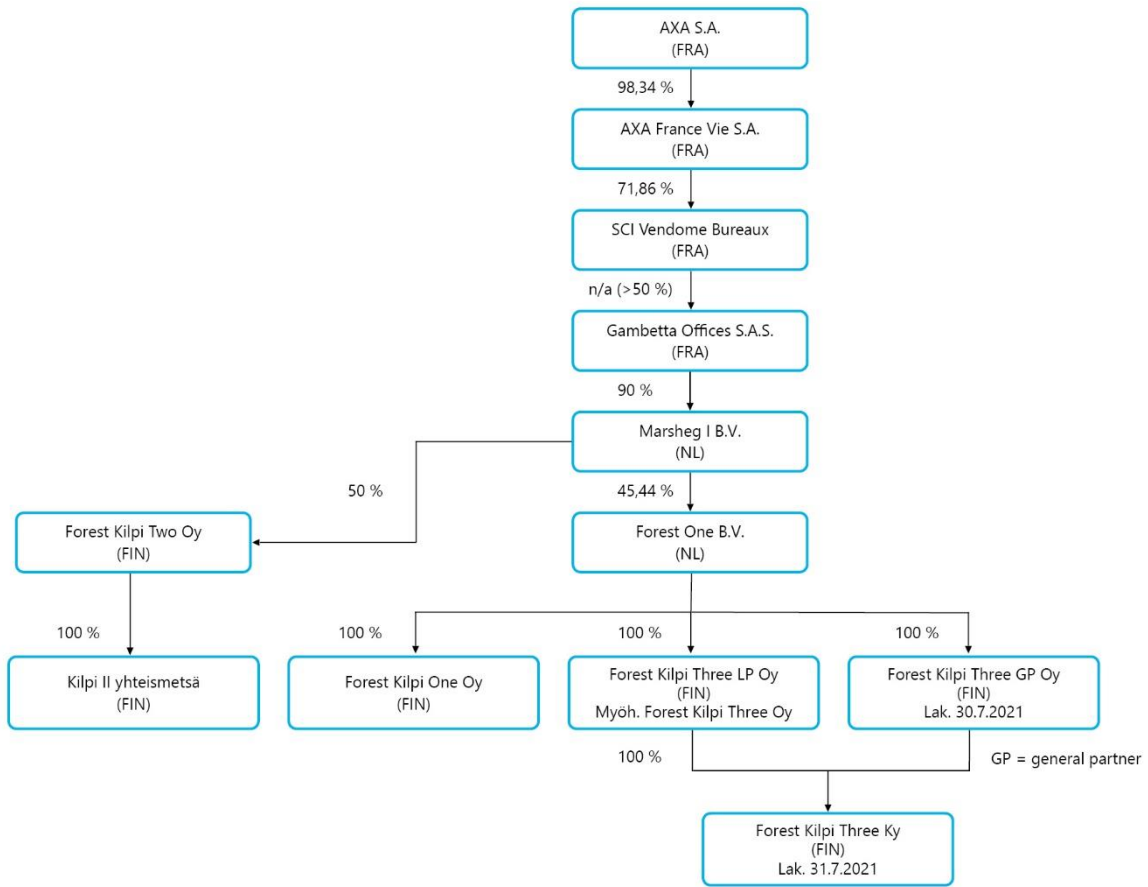 AXA S.A.
(FRA)
98,34 %
AXA France Vie S.A.
(FRA)
71,86 %
SCI Vendome Bureaux
(FRA)
n/a (>50 %)
Gambetta Offices S.A.S.
(FRA)
90 %
Marsheg I B.V.
(NL)
50 %
45,44 %
Forest Kilpi Two Oy
(FIN)
Forest One B.V.
(NL)
100 %
100 %
100 %
100 %
Kilpi II yhteismetsä
(FIN)
Forest Kilpi One Oy
(FIN)
Forest Kilpi Three LP Oy
(FIN)
Myöh. Forest Kilpi Three Oy
Forest Kilpi Three GP Oy
(FIN)
Lak. 30.7.2021
100 %
GP = general partner
Forest Kilpi Three Ky
(FIN)
Lak. 31.7.2021